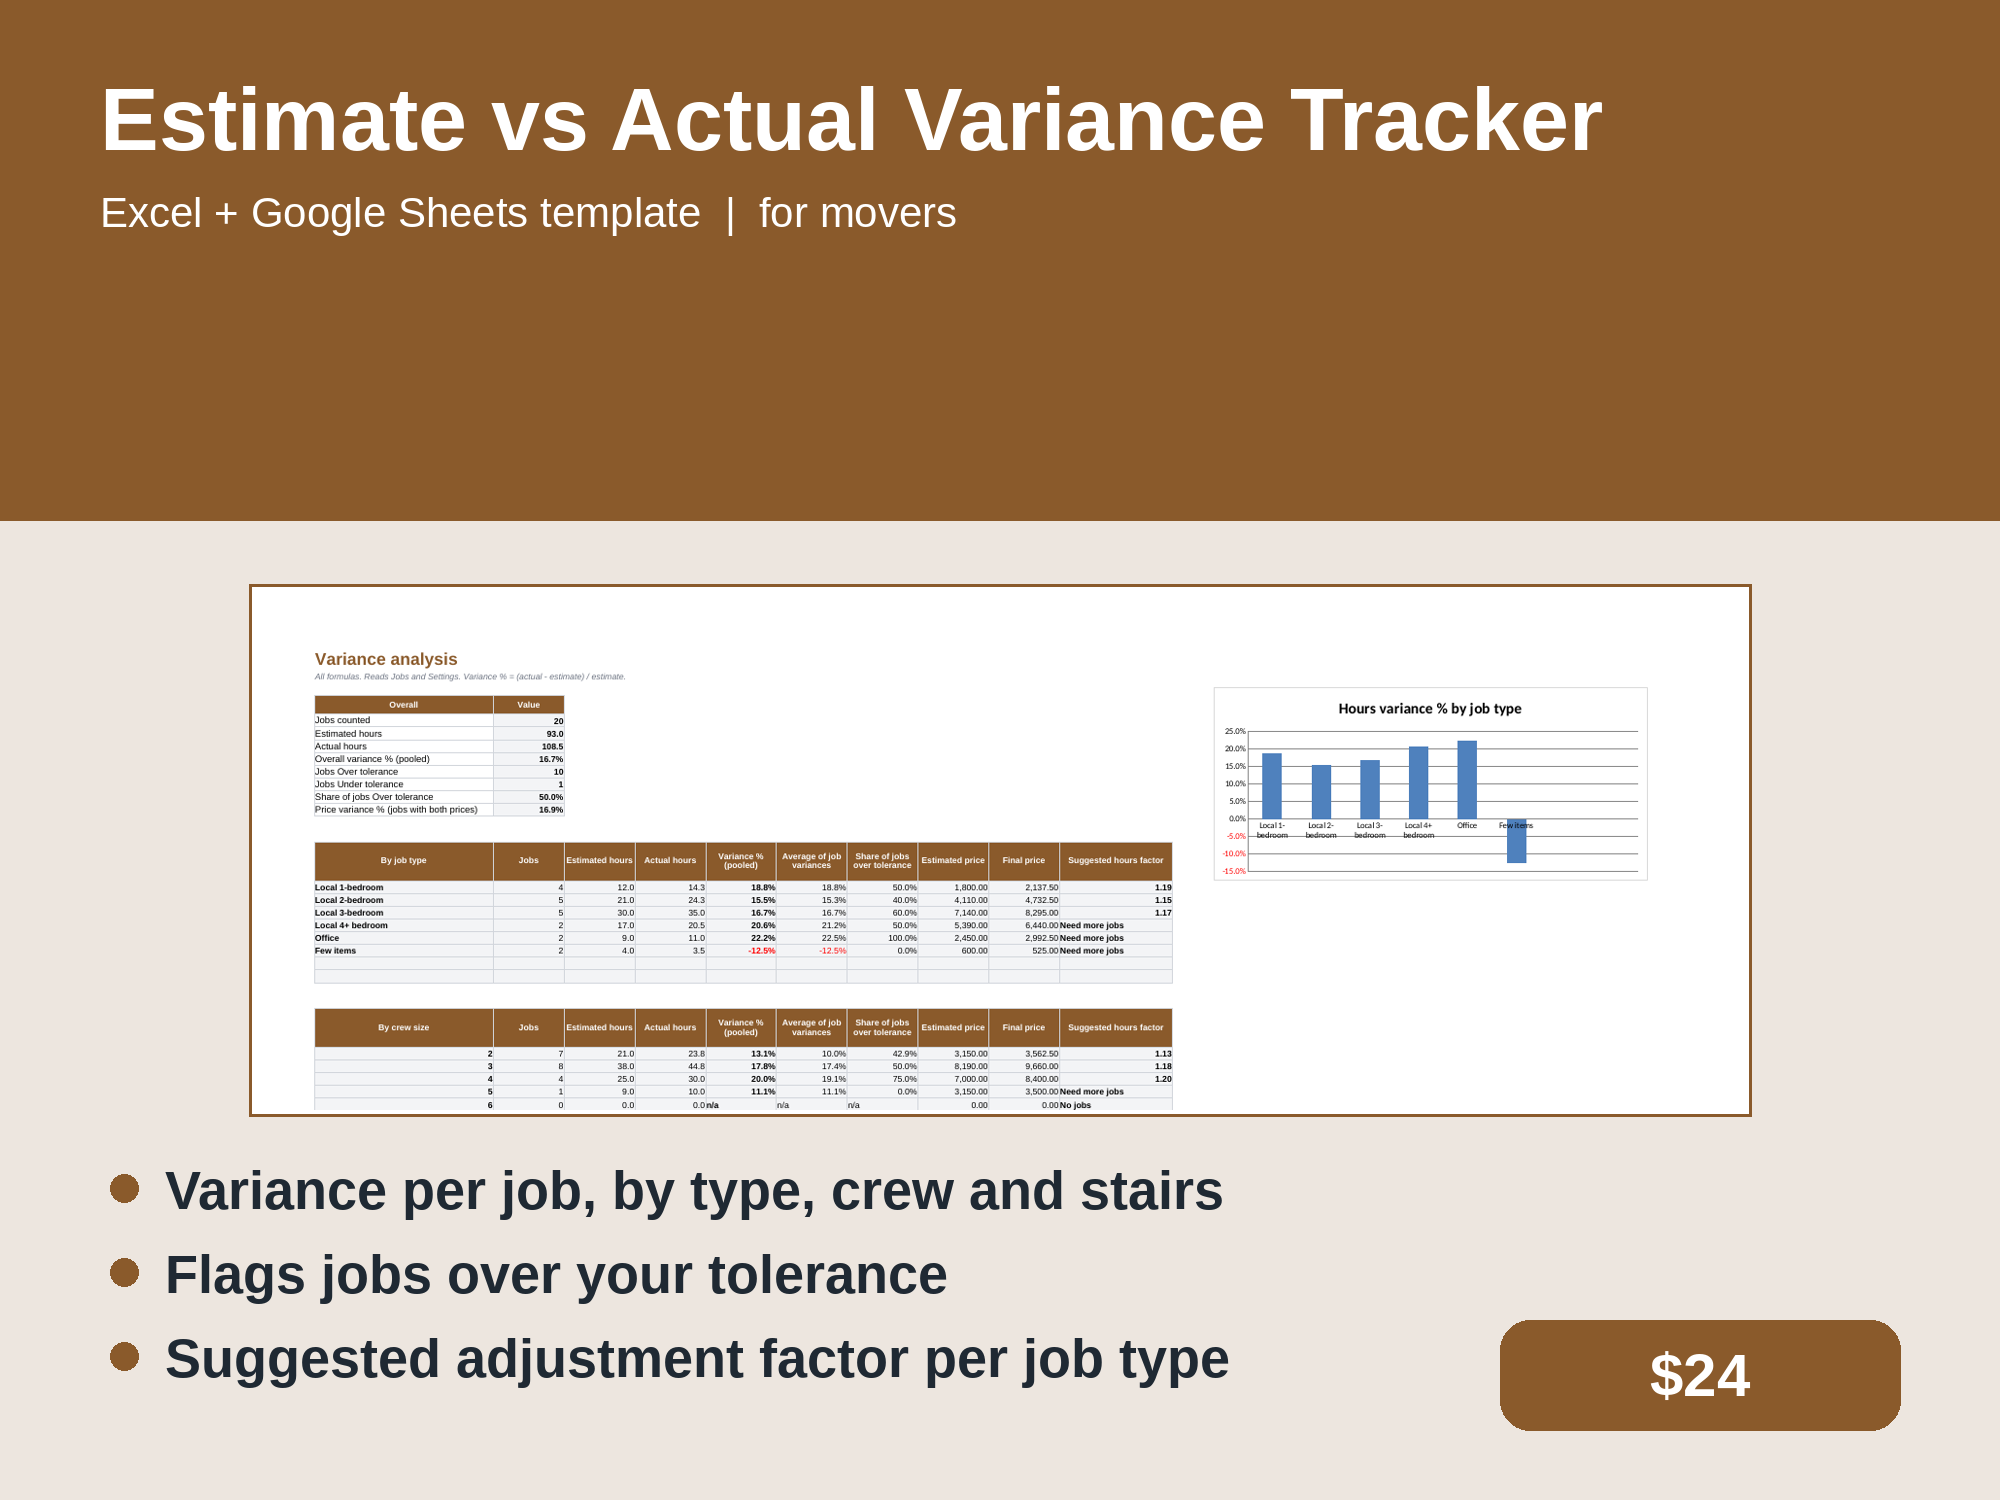 Estimate vs Actual Variance Tracker
Excel + Google Sheets template | for movers
Variance analysis
All formulas. Reads Jobs and Settings. Variance % = (actual - estimate) / estimate.
Overall Value
Jobs counted 20
Estimated hours 93.0
Actual hours 108.5
Overall variance % (pooled) 16.7%
Jobs Over tolerance 10
Jobs Under tolerance 1
Share of jobs Over tolerance 50.0%
Price variance % (jobs with both prices) 16.9%
Hours variance % by job type
25.0%
20.0%
15.0%
10.0%
5.0%
0.0%
-5.0%
-10.0%
-15.0%
Local 1-bedroom Local 2-bedroom Local 3-bedroom Local 4+ bedroom Office Few items
By job type Jobs Estimated hours Actual hours Variance % (pooled) Average of job variances Share of jobs over tolerance Estimated price Final price Suggested hours factor
Local 1-bedroom 4 12.0 14.3 18.8% 18.8% 50.0% 1,800.00 2,137.50 1.19
Local 2-bedroom 5 21.0 24.3 15.5% 15.3% 40.0% 4,110.00 4,732.50 1.15
Local 3-bedroom 5 30.0 35.0 16.7% 16.7% 60.0% 7,140.00 8,295.00 1.17
Local 4+ bedroom 2 17.0 20.5 20.6% 21.2% 50.0% 5,390.00 6,440.00 Need more jobs
Office 2 9.0 11.0 22.2% 22.5% 100.0% 2,450.00 2,992.50 Need more jobs
Few items 2 4.0 3.5 -12.5% -12.5% 0.0% 600.00 525.00 Need more jobs
By crew size Jobs Estimated hours Actual hours Variance % (pooled) Average of job variances Share of jobs over tolerance Estimated price Final price Suggested hours factor
2 7 21.0 23.8 13.1% 10.0% 42.9% 3,150.00 3,562.50 1.13
3 8 38.0 44.8 17.8% 17.4% 50.0% 8,190.00 9,660.00 1.18
4 4 25.0 30.0 20.0% 19.1% 75.0% 7,000.00 8,400.00 1.20
5 1 9.0 10.0 11.1% 11.1% 0.0% 3,150.00 3,500.00 Need more jobs
6 0 0.0 0.0 n/a n/a n/a 0.00 0.00 No jobs
Variance per job, by type, crew and stairs
Flags jobs over your tolerance
Suggested adjustment factor per job type
$24